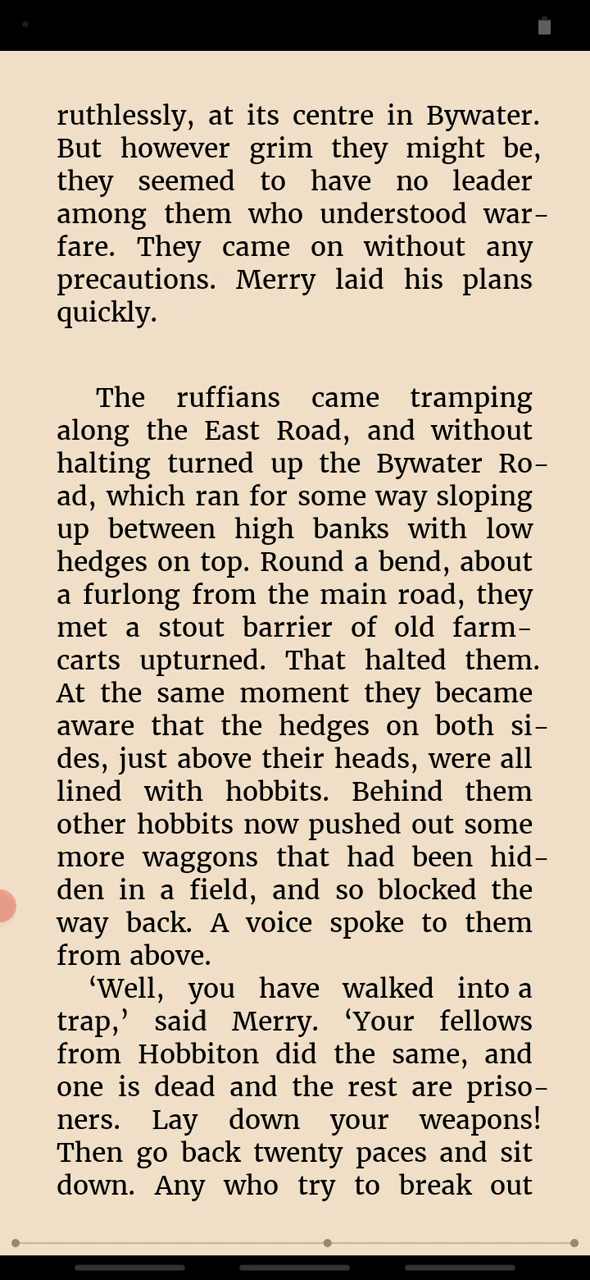 ruthlessly, at its centre in Bywater.
But however grim they might be,
they seemed to have no leader
among them who understood war-
fare. They came on without any
precautions. Merry laid his plans
quickly.
The ruffians came tramping
along the East Road, and without
halting turned up the Bywater Ro-
ad, which ran for some way sloping
up between high banks with low
hedges on top. Round a bend, about
a furlong from the main road, they
met a stout barrier of old farm-
carts upturned. That halted them.
At the same moment they became
aware that the hedges on both si-
des, just above their heads, were all
lined with hobbits. Behind them
other hobbits now pushed out some
more waggons that had been hid-
den in a field, and so blocked the
way back. A voice spoke to them
from above.
‘Well, you have walked into a
trap,’ said Merry. ‘Your fellows
from Hobbiton did the same, and
one is dead and the rest are priso-
ners. Lay down your weapons!
Then go back twenty paces and sit
down. Any who try to break out